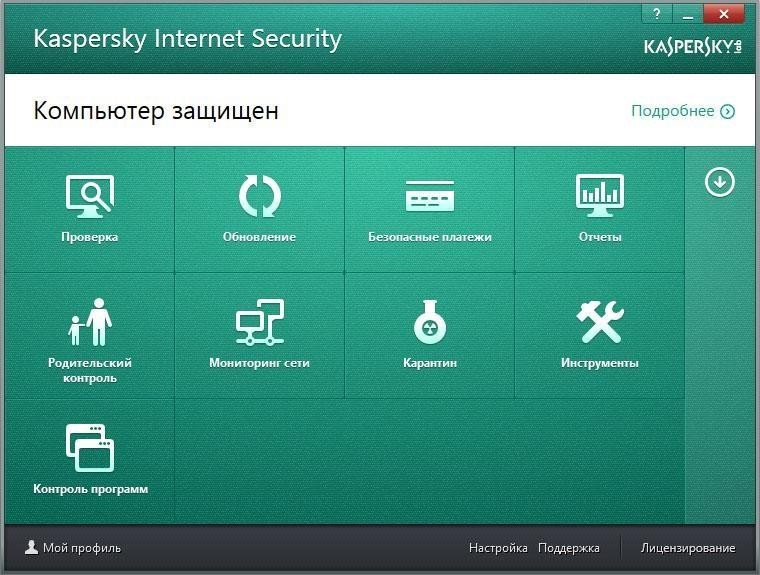 ?
Kaspersky Internet Security
KASPERSKY
Компьютер защищен
Подробнее
Проверка
Обновление
Безопасные платежи
Отчеты
Родительский
контроль
Мониторинг сети
Карантин
Инструменты
Контроль программ
Мой профиль
Настройка
Поддержка
Лицензирование